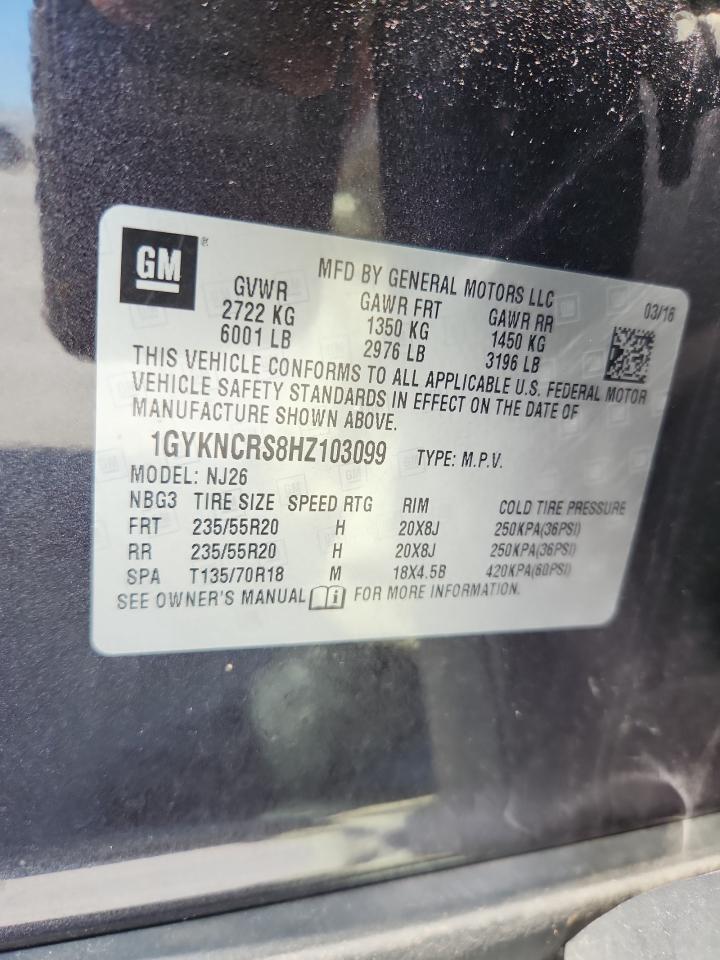 GM ®
MFD BY GENERAL MOTORS LLC
03/16
GVWR GAWR FRT GAWR RR
2722 KG 1350 KG 1450 KG
6001 LB 2976 LB 3196 LB
THIS VEHICLE CONFORMS TO ALL APPLICABLE U.S. FEDERAL MOTOR
VEHICLE SAFETY STANDARDS IN EFFECT ON THE DATE OF
MANUFACTURE SHOWN ABOVE.
1GYKNCRS8HZ103099 TYPE: M.P.V.
MODEL: NJ26
NBG3 TIRE SIZE SPEED RTG RIM COLD TIRE PRESSURE
FRT 235/55R20 H 20X8J 250KPA(36PSI)
RR 235/55R20 H 20X8J 250KPA(36PSI)
SPA T135/70R18 M 18X4.5B 420KPA(60PSI)
SEE OWNER'S MANUAL i FOR MORE INFORMATION.